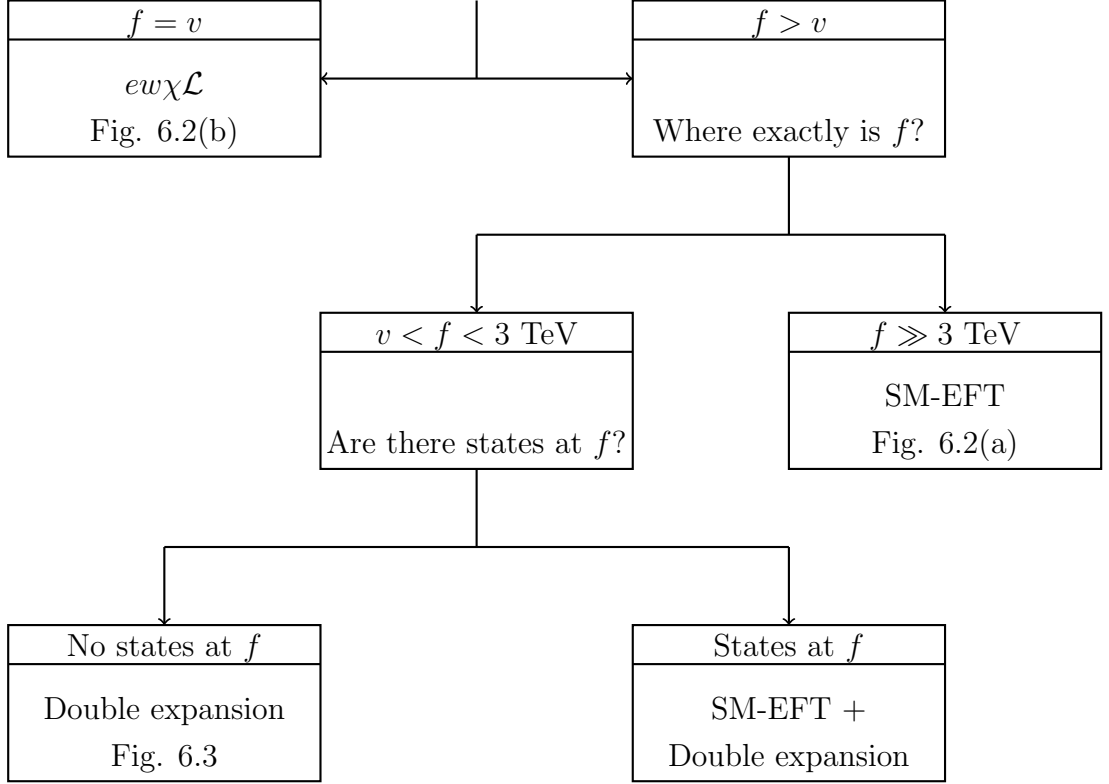 f = v
ewχℒ
Fig. 6.2(b)
f > v
Where exactly is f?
v < f < 3 TeV
Are there states at f?
f ≫ 3 TeV
SM-EFT
Fig. 6.2(a)
No states at f
Double expansion
Fig. 6.3
States at f
SM-EFT +
Double expansion